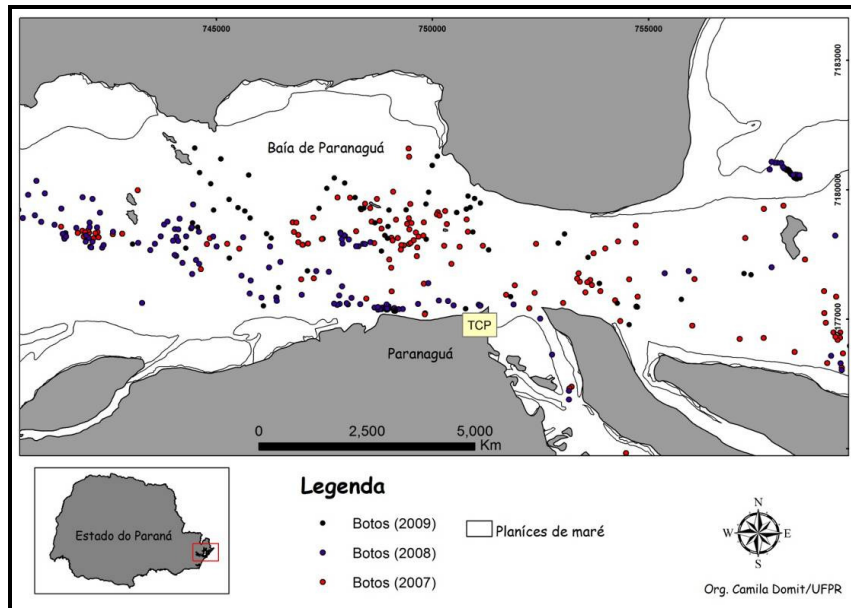 745000
750000
755000
7183000
Baía de Paranaguá
7180000
7177000
TCP
Paranaguá
0 2,500 5,000
Km
Legenda
Botos (2009)
Planíces de maré
Botos (2008)
Botos (2007)
Estado do Paraná
N
W E
S
Org. Camila Domit/UFPR